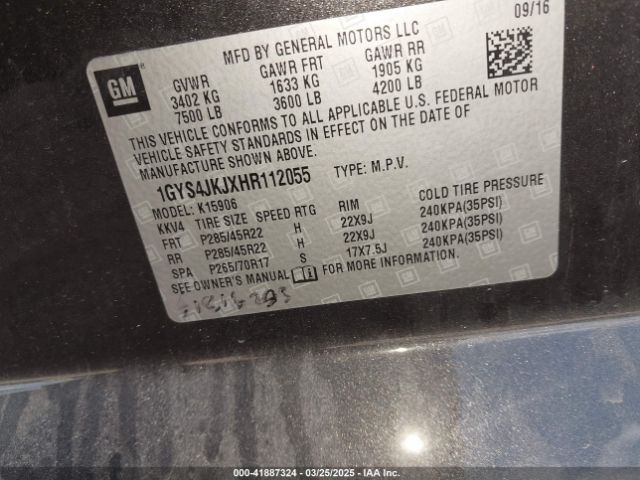 09/16
MFD BY GENERAL MOTORS LLC
GM
GVWR GAWR FRT GAWR RR
3402 KG 1633 KG 1905 KG
7500 LB 3600 LB 4200 LB
THIS VEHICLE CONFORMS TO ALL APPLICABLE U.S. FEDERAL MOTOR
VEHICLE SAFETY STANDARDS IN EFFECT ON THE DATE OF
MANUFACTURE SHOWN ABOVE.
1GYS4JKJXHR112055 TYPE: M.P.V.
MODEL: K15906
KKV4 TIRE SIZE SPEED RTG RIM COLD TIRE PRESSURE
FRT P285/45R22 H 22X9J 240KPA(35PSI)
RR P285/45R22 H 22X9J 240KPA(35PSI)
SPA P265/70R17 S 17X7.5J 240KPA(35PSI)
SEE OWNER'S MANUAL FOR MORE INFORMATION.
000-41887324 | 03/25/2025 - IAA Inc.